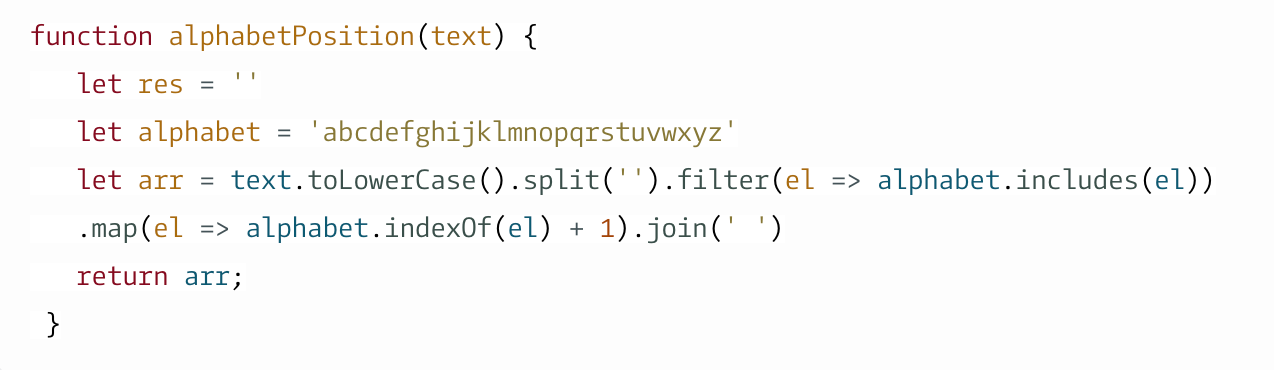 function alphabetPosition(text) {
   let res = ''
   let alphabet = 'abcdefghijklmnopqrstuvwxyz'
   let arr = text.toLowerCase().split('').filter(el => alphabet.includes(el))
   .map(el => alphabet.indexOf(el) + 1).join(' ')
   return arr;
 }